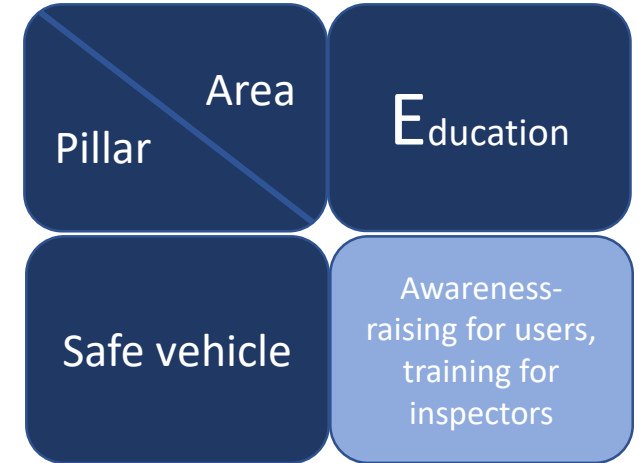 Area
Pillar
Education
Safe vehicle
Awareness-
raising for users,
training for
inspectors